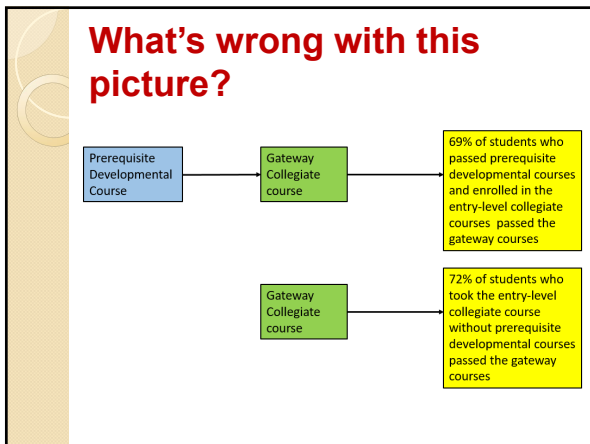 What's wrong with this
picture?
Prerequisite
Developmental
Course
Gateway
Collegiate
course
69% of students who
passed prerequisite
developmental courses
and enrolled in the
entry-level collegiate
courses passed the
gateway courses
Gateway
Collegiate
course
72% of students who
took the entry-level
collegiate course
without prerequisite
developmental courses
passed the gateway
courses